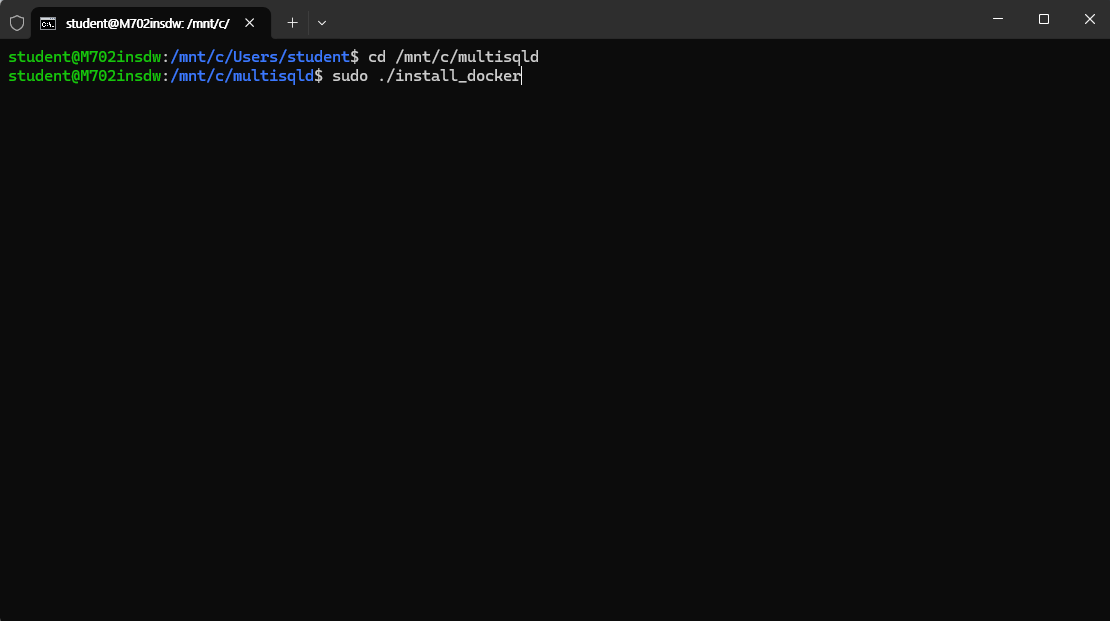 student@M702insdw: /mnt/c/
student@M702insdw:/mnt/c/Users/student$ cd /mnt/c/multisqld
student@M702insdw:/mnt/c/multisqld$ sudo ./install_docker